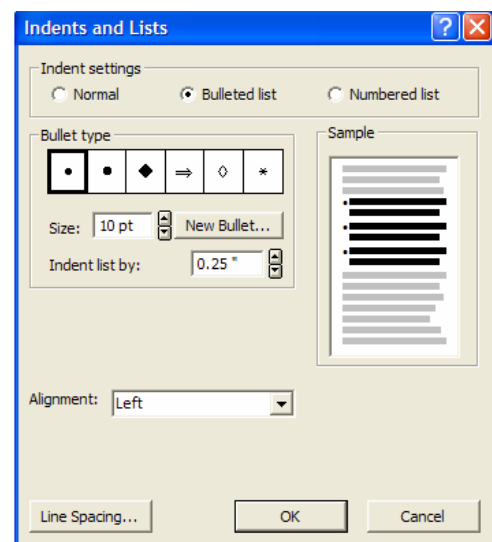 Indents and Lists
Indent settings
Normal Bulleted list Numbered list
Bullet type
Sample
Size: 10 pt New Bullet...
Indent list by: 0.25 "
Alignment: Left
Line Spacing... OK Cancel